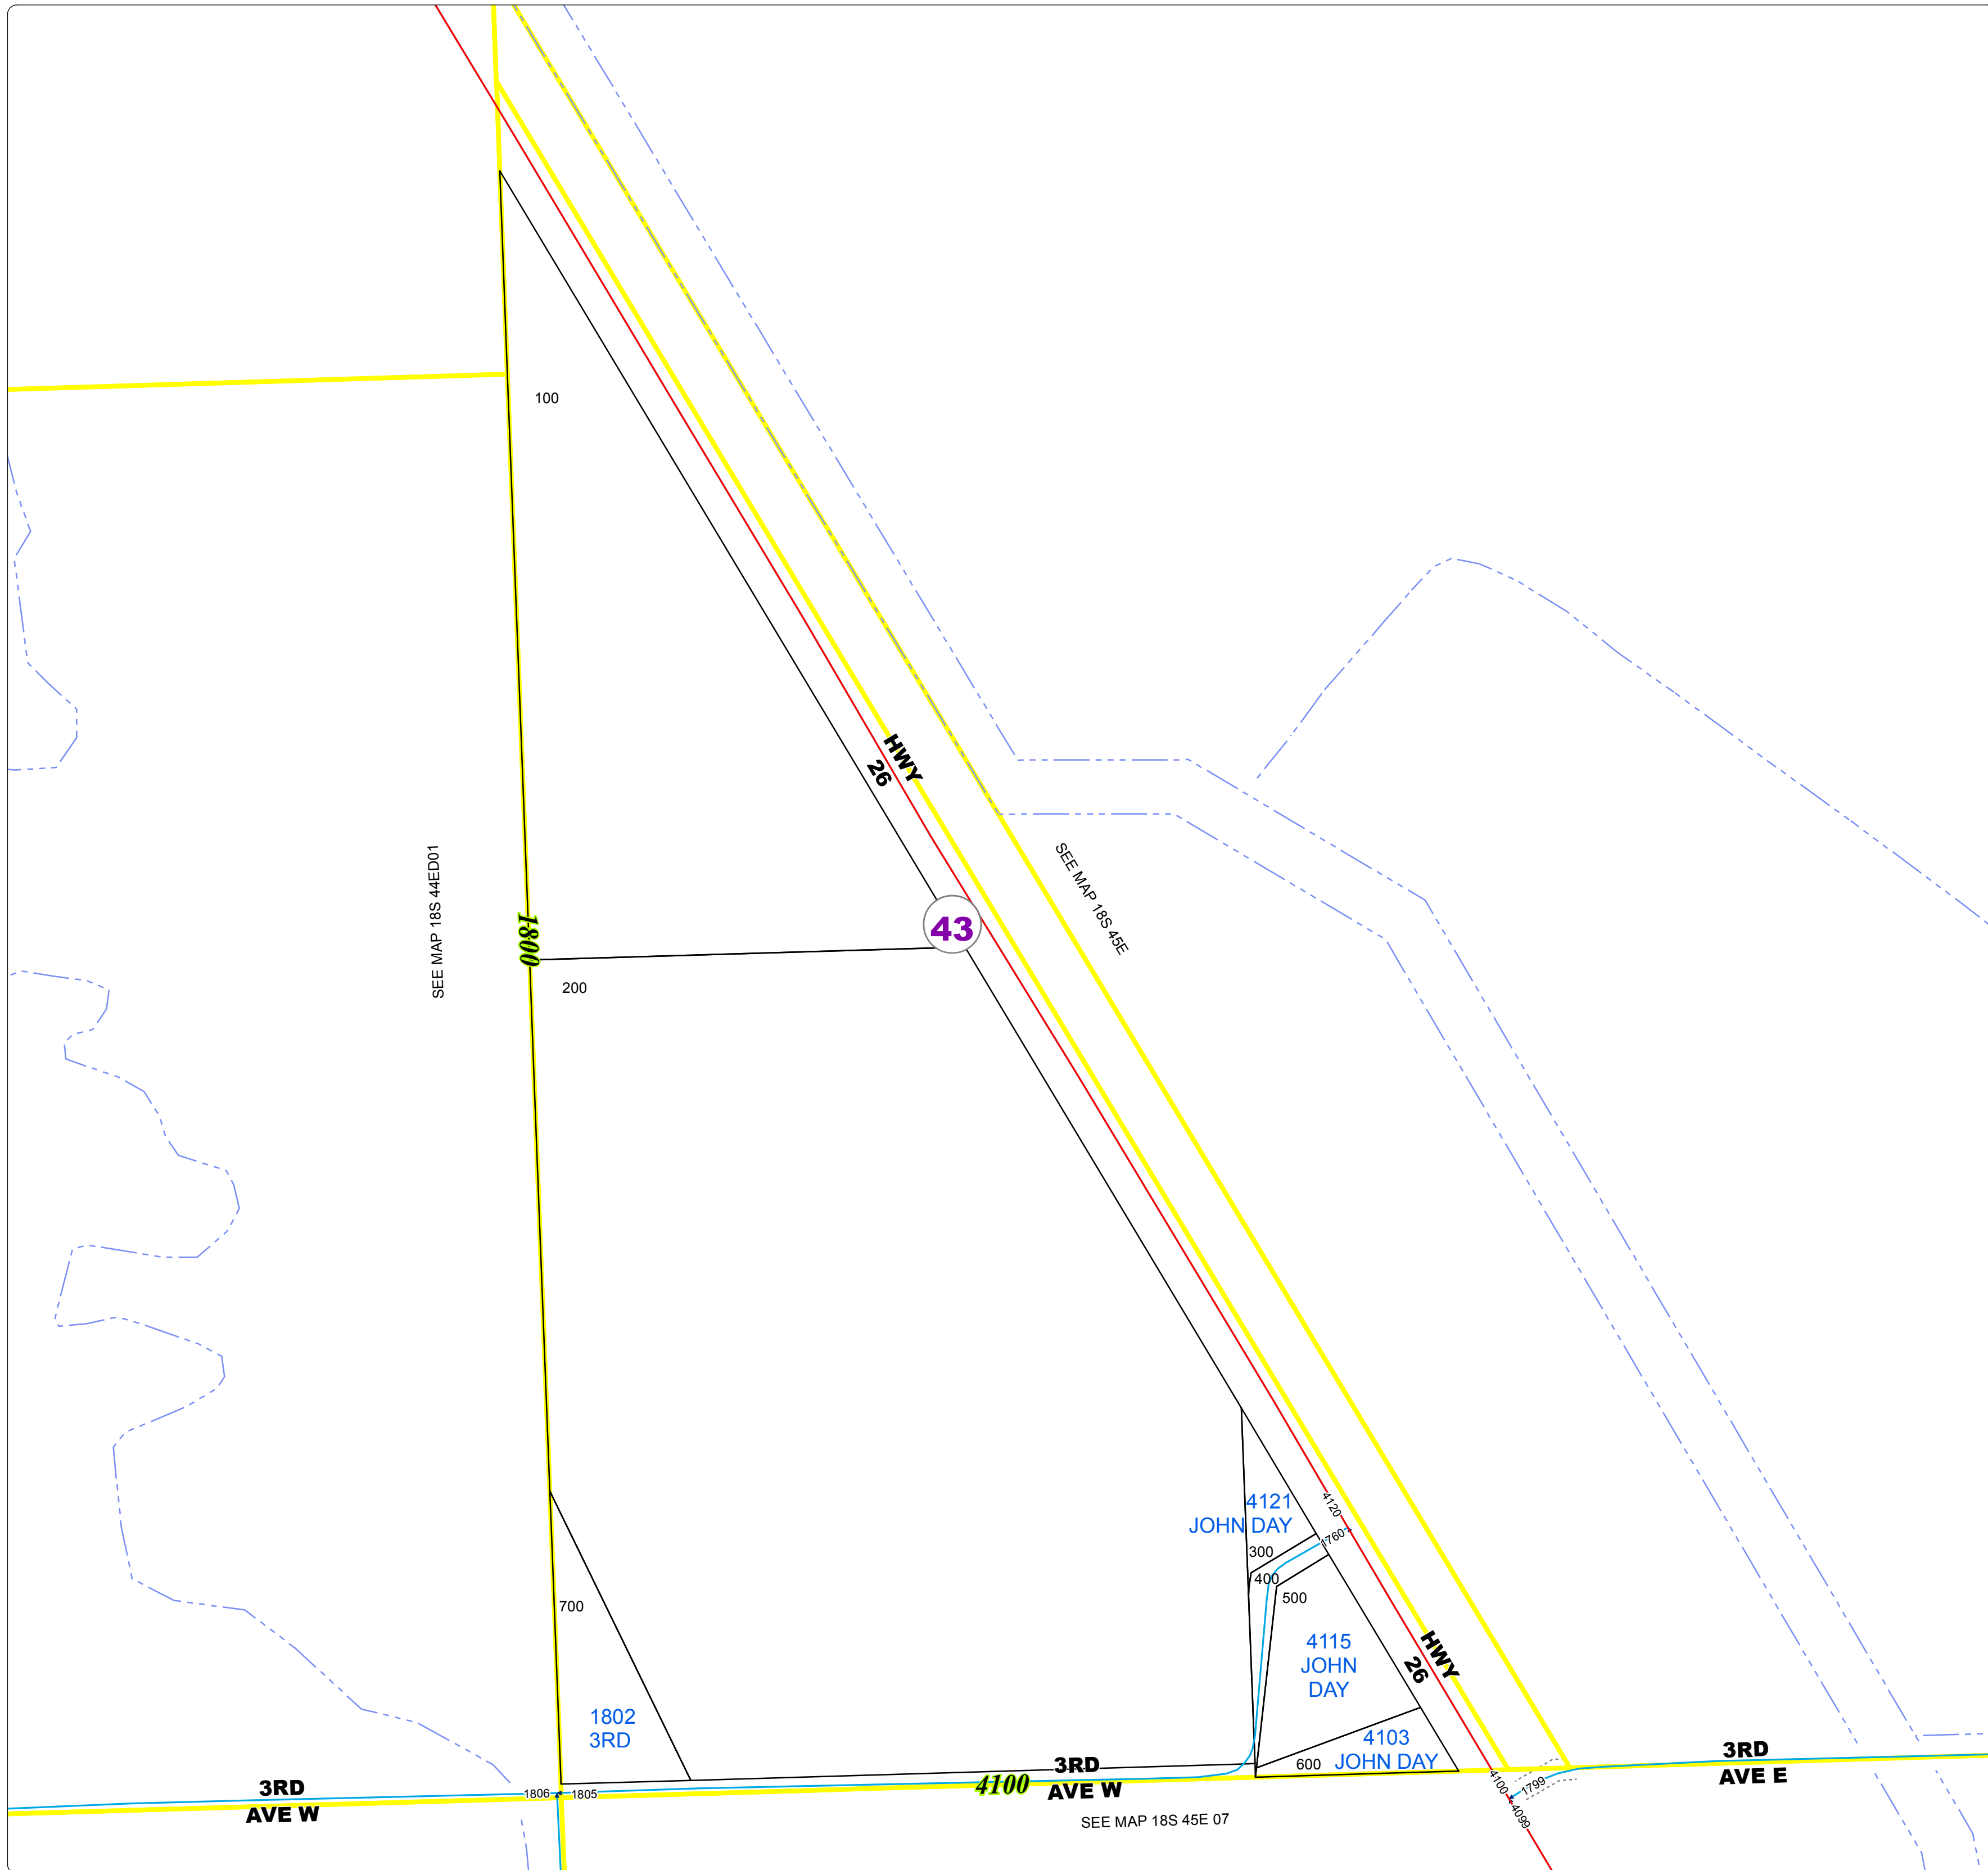 100
HWY
26
SEE MAP 18S 44ED01
1800
43
SEE MAP 18S 45E
200
4121
JOHN DAY
4120
1760
300
400
500
700
4115
JOHN
DAY
HWY
26
1802
3RD
4103
JOHN DAY
600
3RD
AVE W
1806
1805
4100
3RD
AVE W
4100
4099
1799
3RD
AVE E
SEE MAP 18S 45E 07